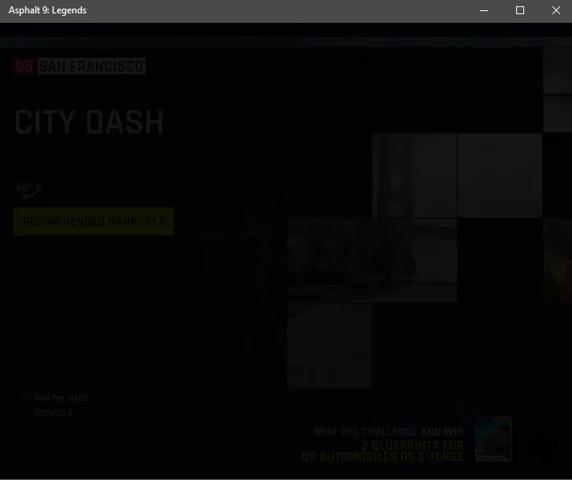 Asphalt 9: Legends
05 SAN FRANCISCO
CITY DASH
RECOMMENDED RANK: 917
WIN THE RACE
BEAT THE CHALLENGE AND WIN
2 BLUEPRINTS FOR
DS AUTOMOBILES DS E-TENSE